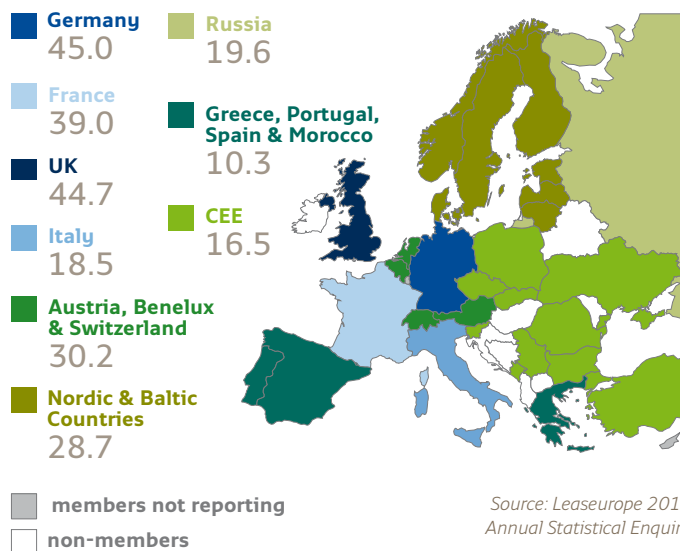 Germany
45.0
France
39.0
UK
44.7
Italy
18.5
Austria, Benelux
& Switzerland
30.2
Nordic & Baltic
Countries
28.7
Russia
19.6
Greece, Portugal,
Spain & Morocco
10.3
CEE
16.5
members not reporting
non-members
Source: Leaseurope
Annual Statistical